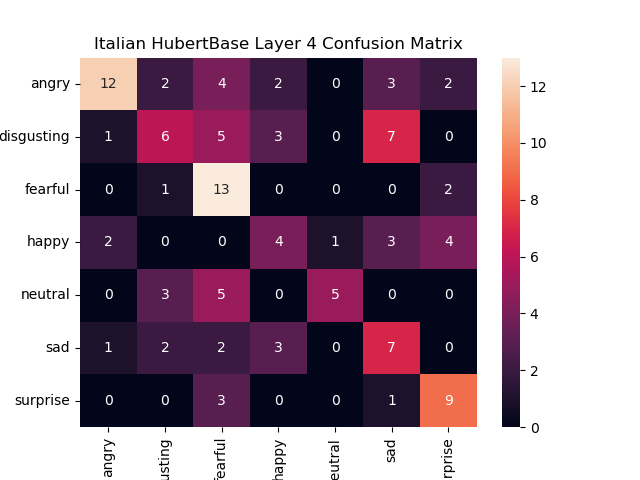 Italian HubertBase Layer 4 Confusion Matrix
angry 12 2 4 2 0 3 2
disgusting 1 6 5 3 0 7 0
fearful 0 1 13 0 0 0 2
happy 2 0 0 4 1 3 4
neutral 0 3 5 0 5 0 0
sad 1 2 2 3 0 7 0
surprise 0 0 3 0 0 1 9
angry usting fearful happy eutral sad rprise
12
10
8
6
4
2
0